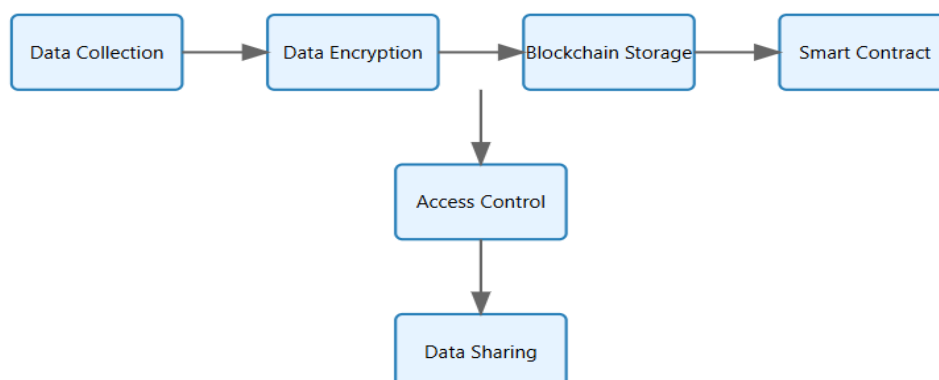 Data Collection
Data Encryption
Blockchain Storage
Smart Contract
Access Control
Data Sharing